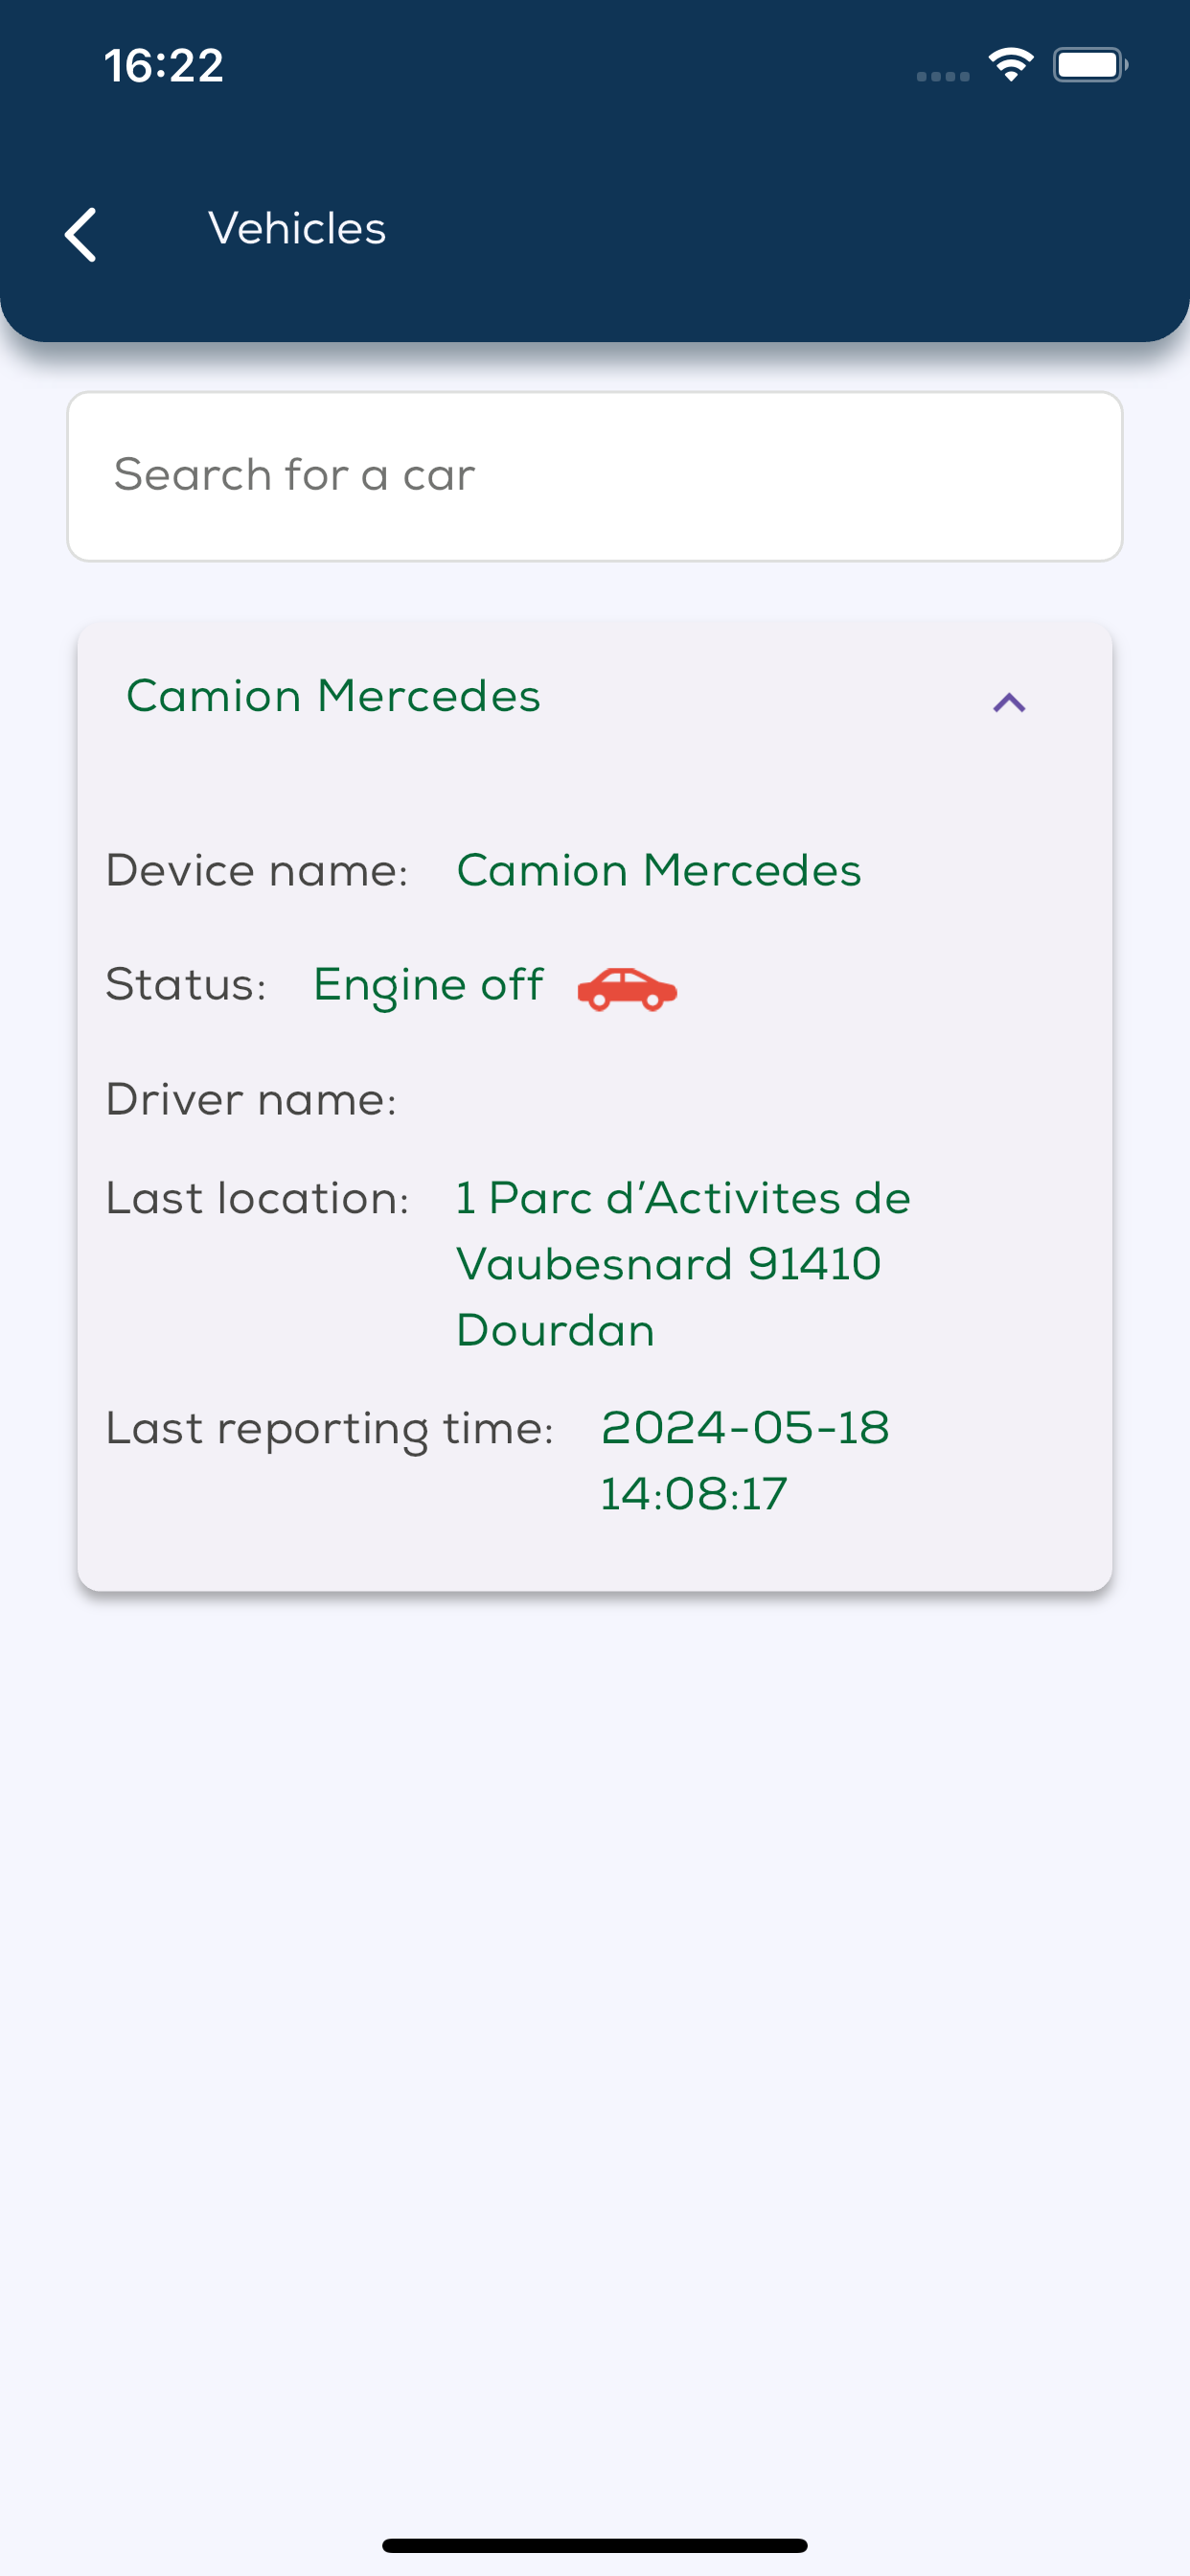 16:22
Vehicles
Search for a car
Camion Mercedes
Device name: Camion Mercedes
Status: Engine off
Driver name:
Last location: 1 Parc d'Activites de
Vaubesnard 91410
Dourdan
Last reporting time: 2024-05-18
14:08:17